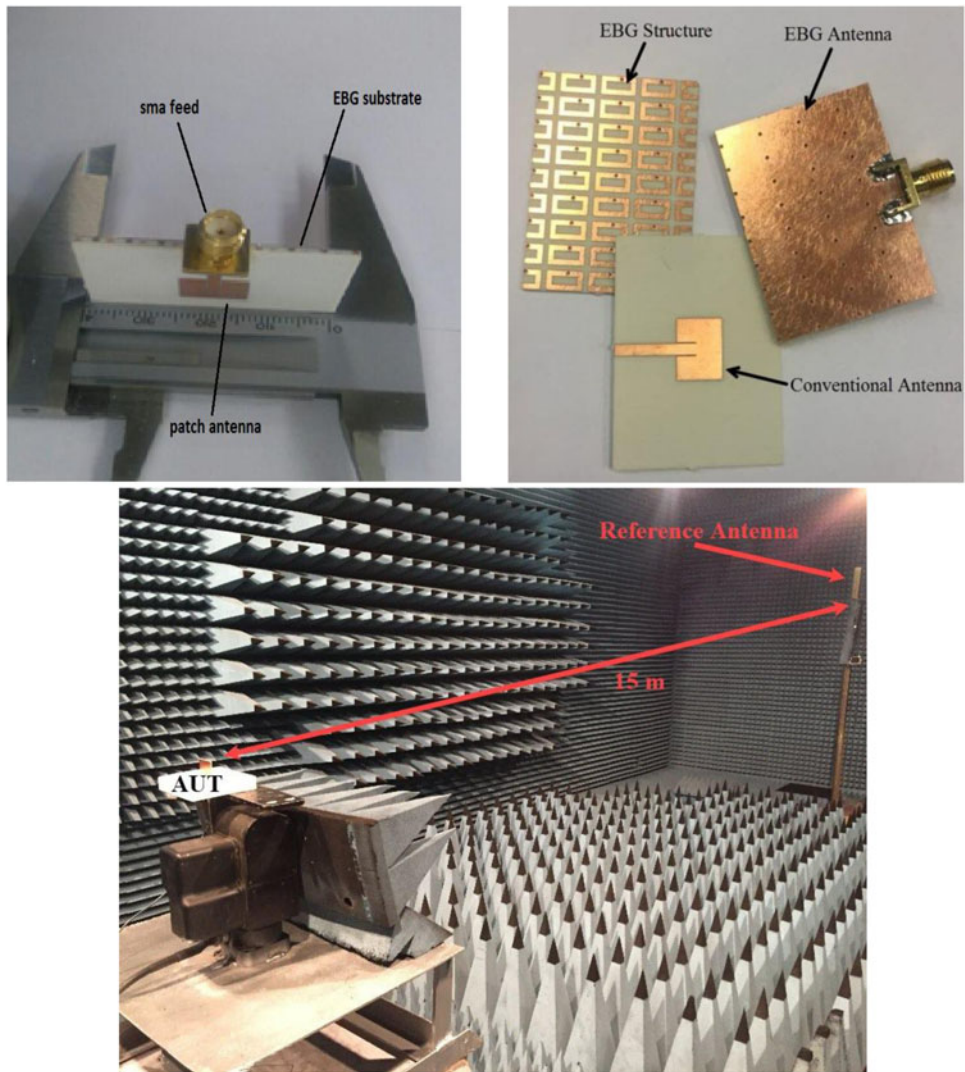 sma feed
EBG substrate
patch antenna
EBG Structure
EBG Antenna
Conventional Antenna
Reference Antenna
15 m
AUT